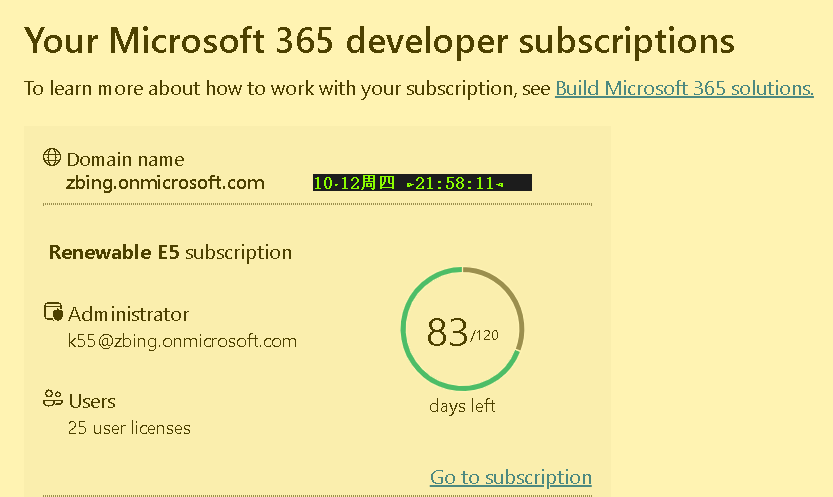 Your Microsoft 365 developer subscriptions
To learn more about how to work with your subscription, see Build Microsoft 365 solutions.
Domain name
zbing.onmicrosoft.com
10-12周四 ►21:58:11◄
Renewable E5 subscription
Administrator
k55@zbing.onmicrosoft.com
83/120
days left
Users
25 user licenses
Go to subscription